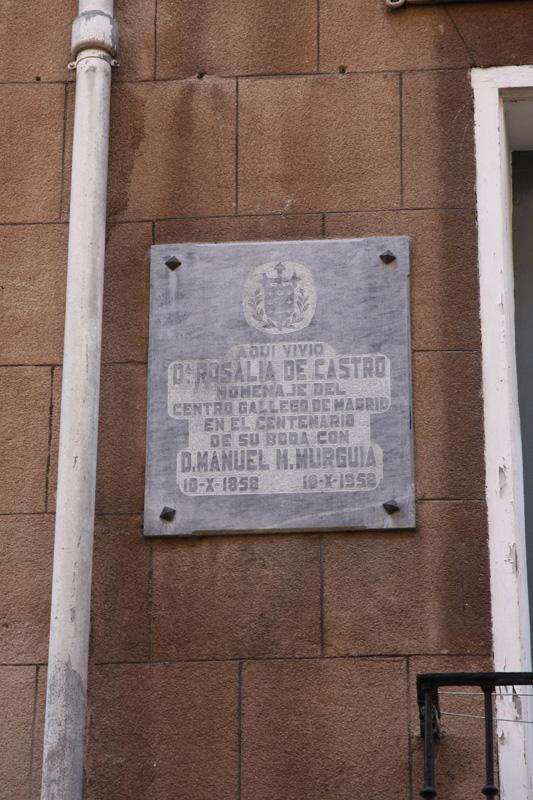 AQUI VIVIO
D.ª ROSALIA DE CASTRO
HOMENAJE DEL
CENTRO GALLEGO DE MADRID
EN EL CENTENARIO
DE SU BODA CON
D. MANUEL M. MURGUIA
10-X-1858 10-X-1958